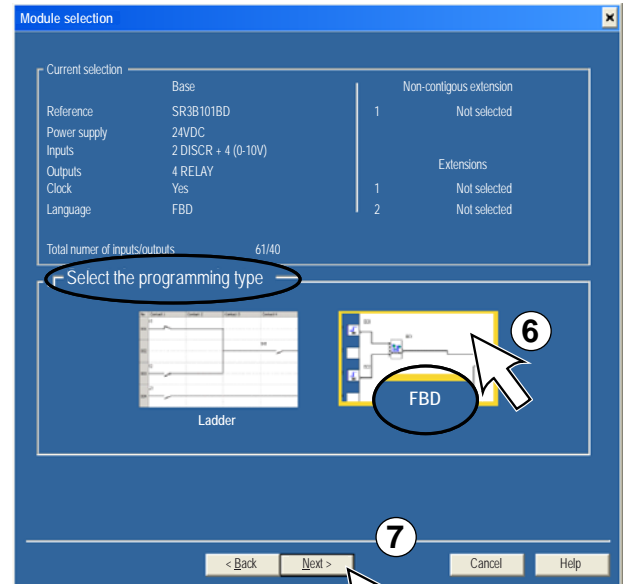 Module selection
Current selection
Base
Non-contigous extension
Reference SR3B101BD 1 Not selected
Power supply 24VDC
Inputs 2 DISCR + 4 (0-10V)
Extensions
Outputs 4 RELAY
Clock Yes 1 Not selected
Language FBD 2 Not selected
Total numer of inputs/outputs 61/40
Select the programming type
6
FBD
Ladder
7
< Back Next > Cancel Help